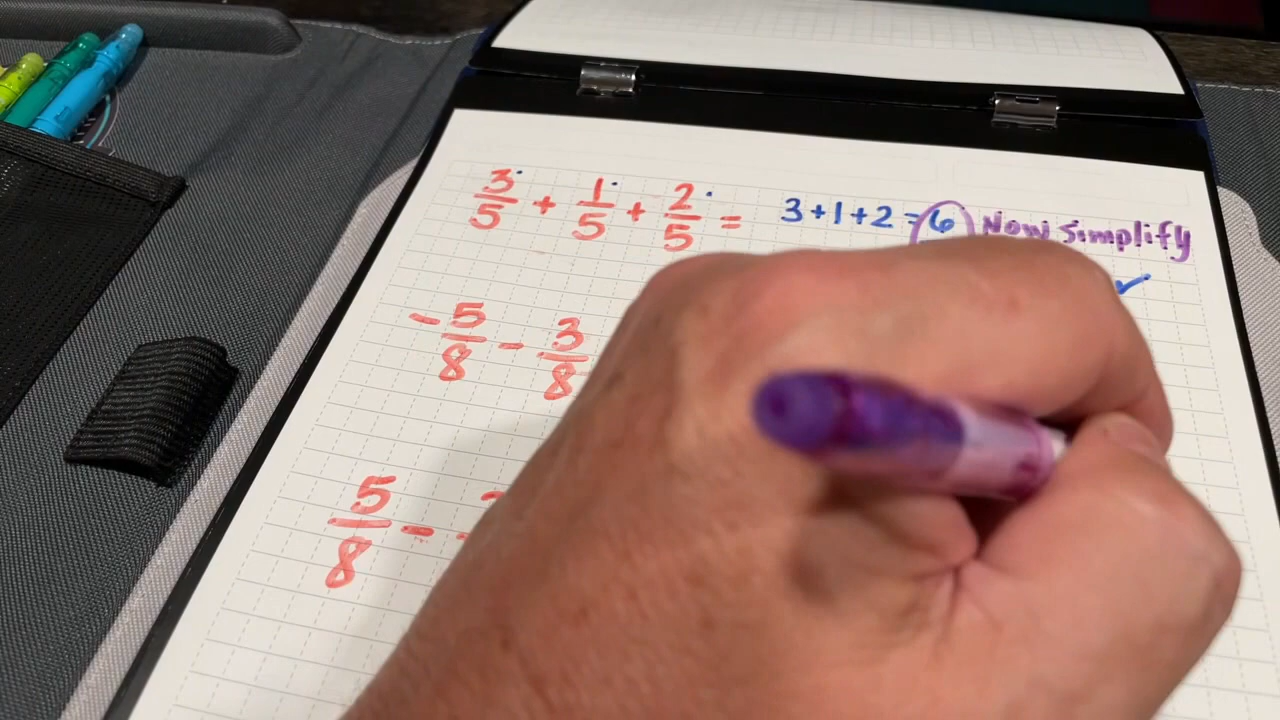 3/5 + 1/5 + 2/5 = 3+1+2 = 6 Now Simplify
- 5/8 - 3/8
5/8 -